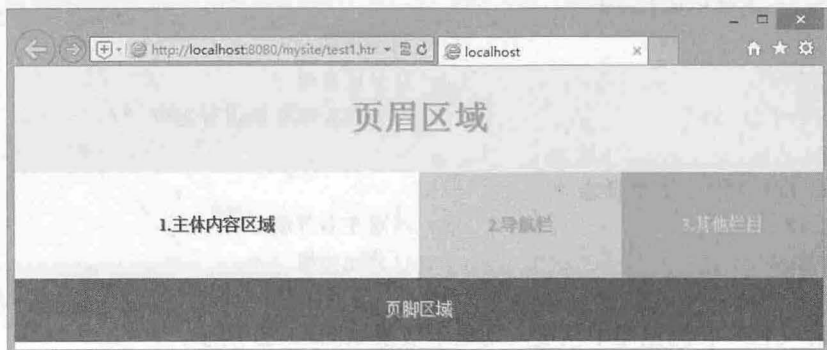 http://localhost:8080/mysite/test1.htr
localhost
页眉区域
1.主体内容区域
2.导航栏
3.其他栏目
页脚区域